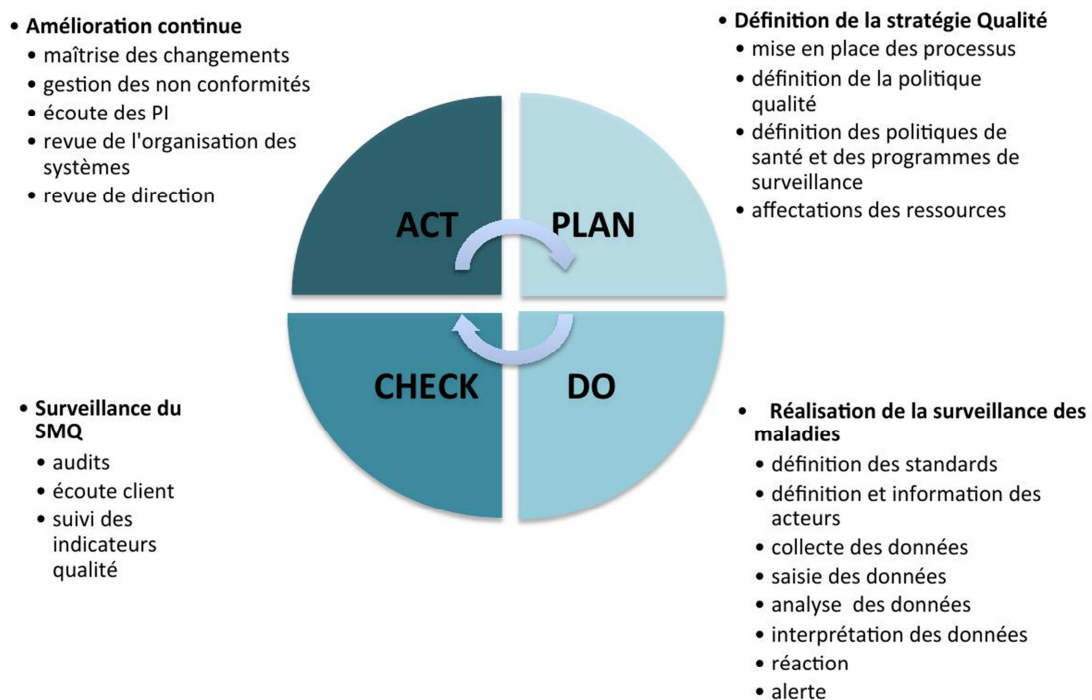 • Amélioration continue
• maîtrise des changements
• gestion des non conformités
• écoute des PI
• revue de l'organisation des
systèmes
• revue de direction
• Définition de la stratégie Qualité
• mise en place des processus
• définition de la politique
qualité
• définition des politiques de
santé et des programmes de
surveillance
• affectations des ressources
ACT
PLAN
CHECK
DO
• Surveillance du
SMQ
• audits
• écoute client
• suivi des
indicateurs
qualité
• Réalisation de la surveillance des
maladies
• définition des standards
• définition et information des
acteurs
• collecte des données
• saisie des données
• analyse des données
• interprétation des données
• réaction
• alerte